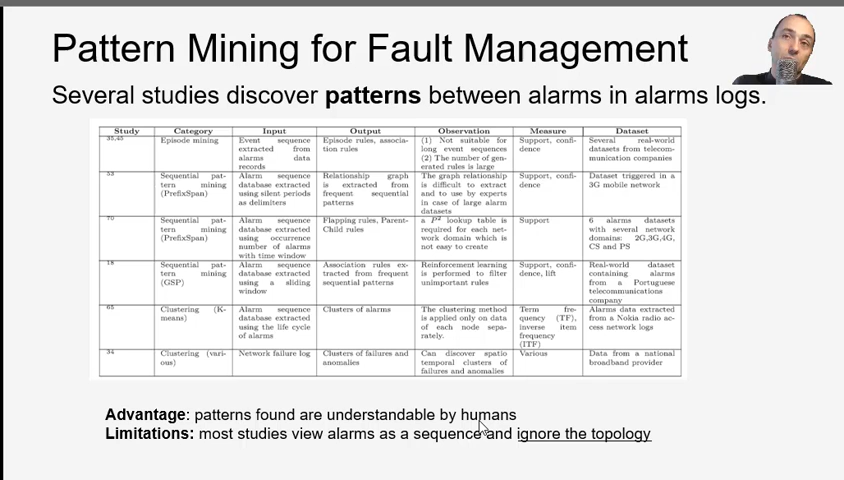 Pattern Mining for Fault Management
Several studies discover patterns between alarms in alarms logs.
Study Category Input Output Observation Measure Dataset
35,45 Episode mining Event sequence extracted from alarms data records Episode rules, association rules (1) Not suitable for long event sequences (2) The number of generated rules is large Support, confidence Several real-world datasets from telecommunication companies
53 Sequential pattern mining (PrefixSpan) Alarm sequence database extracted using silent periods as delimiters Relationship graph is extracted from frequent sequential patterns The graph relationship is difficult to extract and to use by experts in case of large alarm datasets Support, confidence Dataset triggered in a 3G mobile network
70 Sequential pattern mining (PrefixSpan) Alarm sequence database extracted using occurrence number of alarms with time window Flapping rules, Parent-Child rules a P² lookup table is required for each network domain which is not easy to create Support 6 alarms datasets with several network domains: 2G,3G,4G, CS and PS
18 Sequential pattern mining (GSP) Alarm sequence database extracted using a sliding window Association rules extracted from frequent sequential patterns Reinforcement learning is performed to filter unimportant rules Support, confidence, lift Real-world dataset containing alarms from a Portuguese telecommunications company
65 Clustering (K-means) Alarm sequence database extracted using the life cycle of alarms Clusters of alarms The clustering method is applied only on data of each node separately. Term frequency (TF), inverse item frequency (ITF) Alarms data extracted from a Nokia radio access network logs
34 Clustering (various) Network failure log Clusters of failures and anomalies Can discover spatio temporal clusters of failures and anomalies Various Data from a national broadband provider
Advantage: patterns found are understandable by humans
Limitations: most studies view alarms as a sequence and ignore the topology